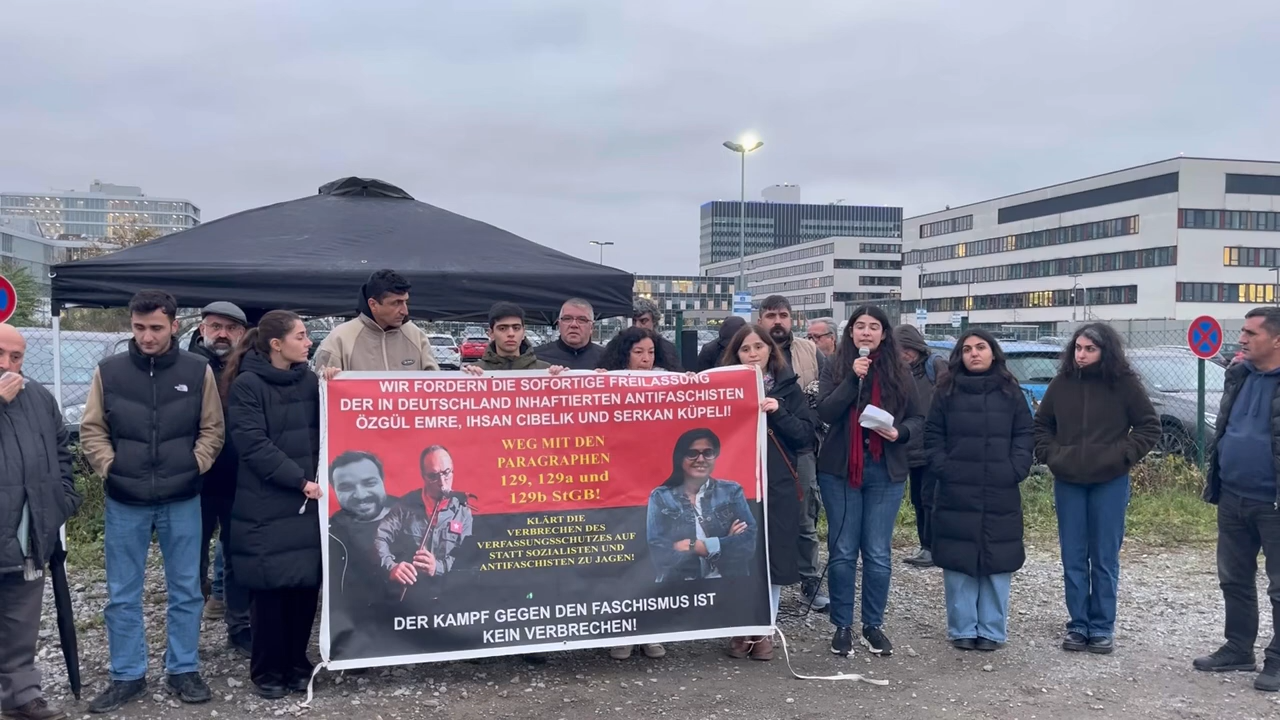 WIR FORDERN DIE SOFORTIGE FREILASSUNG
DER IN DEUTSCHLAND INHAFTIERTEN ANTIFASCHISTEN
ÖZGÜL EMRE, IHSAN CIBELIK UND SERKAN KÜPELI!
WEG MIT DEN
PARAGRAPHEN
129, 129a und
129b StGB!
KLÄRT DIE
VERBRECHEN DES
VERFASSUNGSSCHUTZES AUF
STATT SOZIALISTEN UND
ANTIFASCHISTEN ZU JAGEN!
DER KAMPF GEGEN DEN FASCHISMUS IST
KEIN VERBRECHEN!